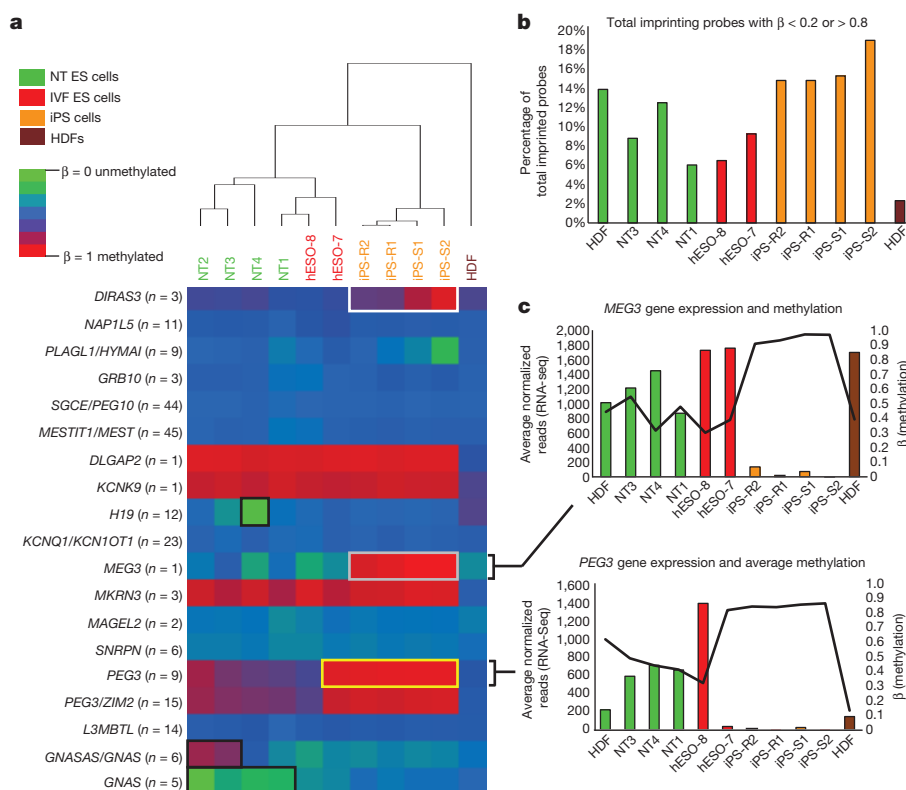 a
NT ES cells
IVF ES cells
iPS cells
HDFs
β = 0 unmethylated
β = 1 methylated
NT2
NT3
NT4
NT1
hESO-8
hESO-7
iPS-R2
iPS-R1
iPS-S1
iPS-S2
HDF
DIRAS3 (n = 3)
NAP1L5 (n = 11)
PLAGL1/HYMAI (n = 9)
GRB10 (n = 3)
SGCE/PEG10 (n = 44)
MESTIT1/MEST (n = 45)
DLGAP2 (n = 1)
KCNK9 (n = 1)
H19 (n = 12)
KCNQ1/KCN1OT1 (n = 23)
MEG3 (n = 1)
MKRN3 (n = 3)
MAGEL2 (n = 2)
SNRPN (n = 6)
PEG3 (n = 9)
PEG3/ZIM2 (n = 15)
L3MBTL (n = 14)
GNASAS/GNAS (n = 6)
GNAS (n = 5)
b
Total imprinting probes with β < 0.2 or > 0.8
Percentage of
total imprinted probes
20%
18%
16%
14%
12%
10%
8%
6%
4%
2%
0%
HDF
NT3
NT4
NT1
hESO-8
hESO-7
iPS-R2
iPS-R1
iPS-S1
iPS-S2
HDF
c
MEG3 gene expression and methylation
Average normalized
reads (RNA-seq)
2,000
1,800
1,600
1,400
1,200
1,000
800
600
400
200
0
1.0
0.9
0.8
0.7
0.6
0.5
0.4
0.3
0.2
0.1
0
β (methylation)
HDF
NT3
NT4
NT1
hESO-8
hESO-7
iPS-R2
iPS-R1
iPS-S1
iPS-S2
HDF
PEG3 gene expression and average methylation
Average normalized
reads (RNA-Seq)
1,600
1,400
1,200
1,000
800
600
400
200
0
1.0
0.9
0.8
0.7
0.6
0.5
0.4
0.3
0.2
0.1
0
β (methylation)
HDF
NT3
NT4
NT1
hESO-8
hESO-7
iPS-R2
iPS-R1
iPS-S1
iPS-S2
HDF